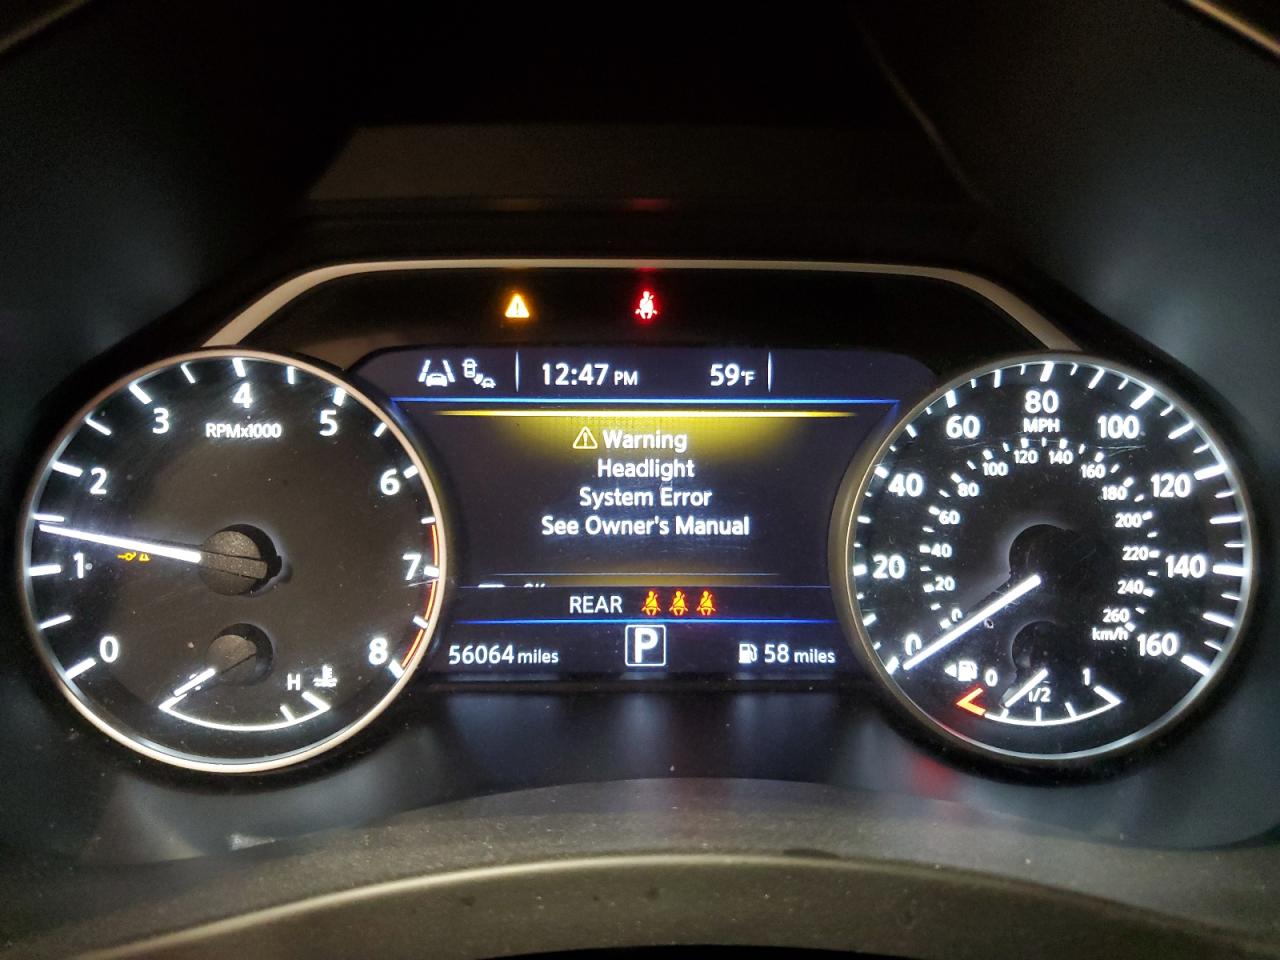 12:47 PM 59°F
Warning
Headlight
System Error
See Owner's Manual
REAR
56064 miles P 58 miles
0 1 2 3 4 5 6 7 8
RPMx1000
H
0 20 40 60 80 100 120 140 160
MPH
0 20 40 60 80 100 120 140 160 180 200 220 240 260
km/h
0 1/2 1